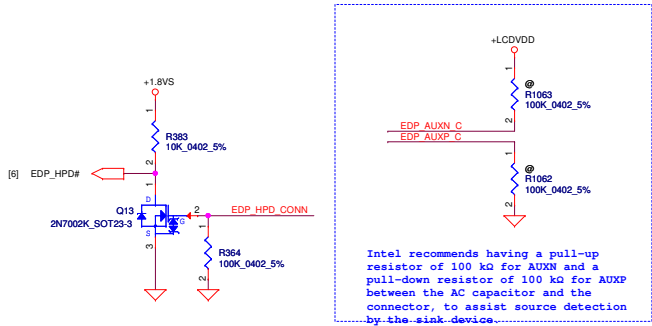 +1.8VS
1
R383
10K_0402_5%
2
[6] EDP_HPD#
1
D
Q13
2N7002K_SOT23-3
G
S
2
EDP_HPD_CONN
3
1
R364
100K_0402_5%
2
+LCDVDD
1
@
R1063
100K_0402_5%
2
EDP_AUXN_C
EDP_AUXP_C
1
@
R1062
100K_0402_5%
2
Intel recommends having a pull-up
resistor of 100 kΩ for AUXN and a
pull-down resistor of 100 kΩ for AUXP
between the AC capacitor and the
connector, to assist source detection
by the sink device.